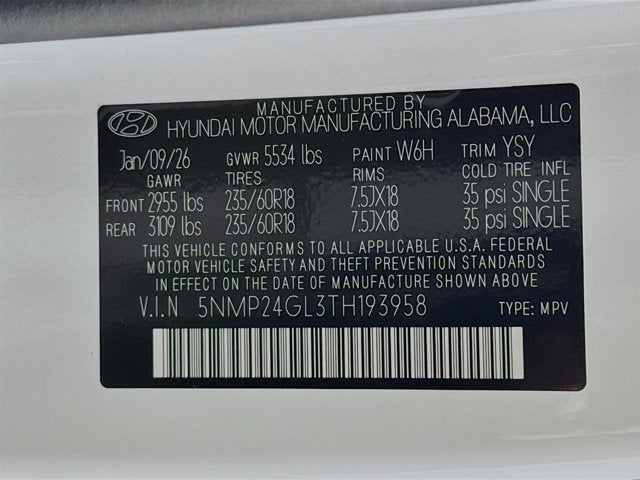 MANUFACTURED BY
HYUNDAI MOTOR MANUFACTURING ALABAMA, LLC
Jan/09/26 GVWR 5534 lbs PAINT W6H TRIM YSY
GAWR TIRES RIMS COLD TIRE INFL
FRONT 2955 lbs 235/60R18 7.5JX18 35 psi SINGLE
REAR 3109 lbs 235/60R18 7.5JX18 35 psi SINGLE
THIS VEHICLE CONFORMS TO ALL APPLICABLE U.S.A. FEDERAL
MOTOR VEHICLE SAFETY AND THEFT PREVENTION STANDARDS
IN EFFECT ON THE DATE OF MANUFACTURE SHOWN ABOVE.
V.I.N 5NMP24GL3TH193958 TYPE: MPV